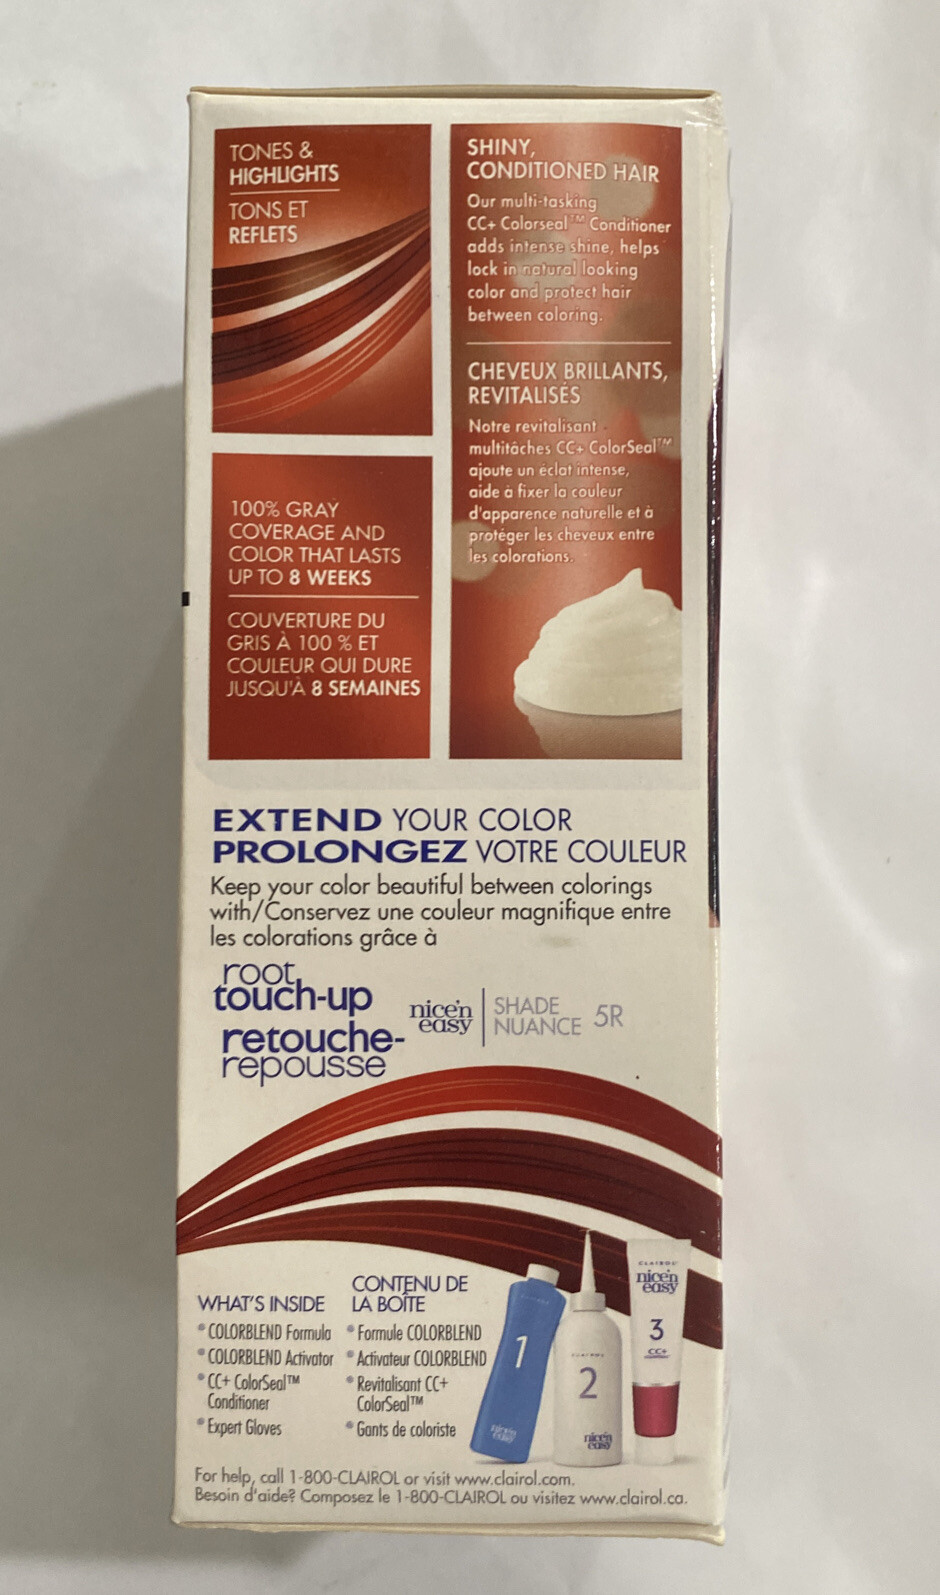 TONES &
HIGHLIGHTS
TONS ET
REFLETS
SHINY,
CONDITIONED HAIR
Our multi-tasking
CC+ Colorseal™ Conditioner
adds intense shine, helps
lock in natural looking
color and protect hair
between coloring.
CHEVEUX BRILLANTS,
REVITALISÉS
Notre revitalisant
multitâches CC+ ColorSeal™
ajoute un éclat intense,
aide à fixer la couleur
d'apparence naturelle et à
protéger les cheveux entre
les colorations.
100% GRAY
COVERAGE AND
COLOR THAT LASTS
UP TO 8 WEEKS
COUVERTURE DU
GRIS À 100 % ET
COULEUR QUI DURE
JUSQU'À 8 SEMAINES
EXTEND YOUR COLOR
PROLONGEZ VOTRE COULEUR
Keep your color beautiful between colorings
with/Conservez une couleur magnifique entre
les colorations grâce à
root
touch-up
retouche-
repousse
nice'n
easy
SHADE
NUANCE 5R
WHAT'S INSIDE
• COLORBLEND Formula
• COLORBLEND Activator
• CC+ ColorSeal™
Conditioner
• Expert Gloves
CONTENU DE
LA BOÎTE
• Formule COLORBLEND
• Activateur COLORBLEND
• Revitalisant CC+
ColorSeal™
• Gants de coloriste
1
nice'n
easy
CLAIROL
2
nice'n
easy
CLAIROL
nice'n
easy
3
CC+
For help, call 1-800-CLAIROL or visit www.clairol.com.
Besoin d'aide? Composez le 1-800-CLAIROL ou visitez www.clairol.ca.